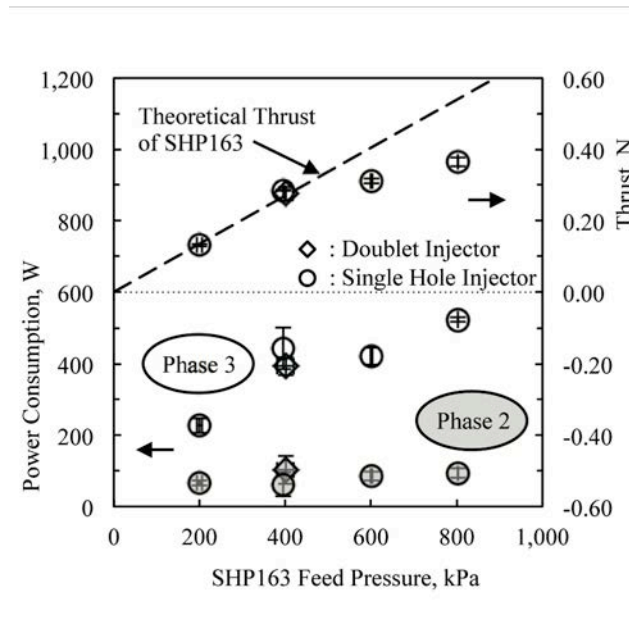 1,200
1,000
800
600
400
200
0
Power Consumption, W
0.60
0.40
0.20
0.00
-0.20
-0.40
-0.60
Thrust, N
Theoretical Thrust
of SHP163
: Doublet Injector
: Single Hole Injector
Phase 3
Phase 2
0 200 400 600 800 1,000
SHP163 Feed Pressure, kPa